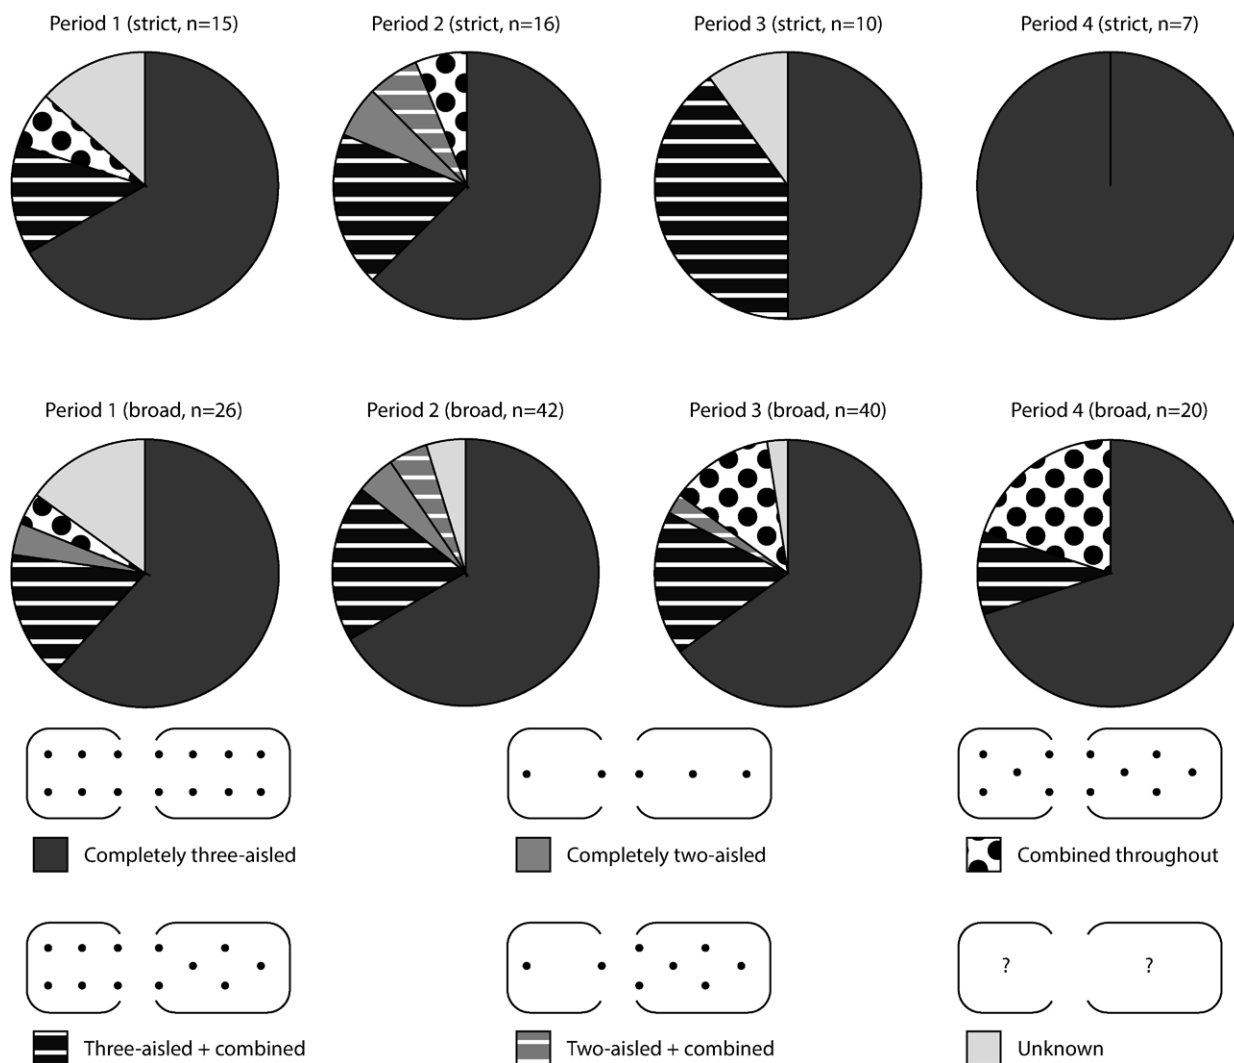 Period 1 (strict, n=15)
Period 2 (strict, n=16)
Period 3 (strict, n=10)
Period 4 (strict, n=7)
Period 1 (broad, n=26)
Period 2 (broad, n=42)
Period 3 (broad, n=40)
Period 4 (broad, n=20)
Completely three-aisled
Completely two-aisled
Combined throughout
? ?
Three-aisled + combined
Two-aisled + combined
Unknown